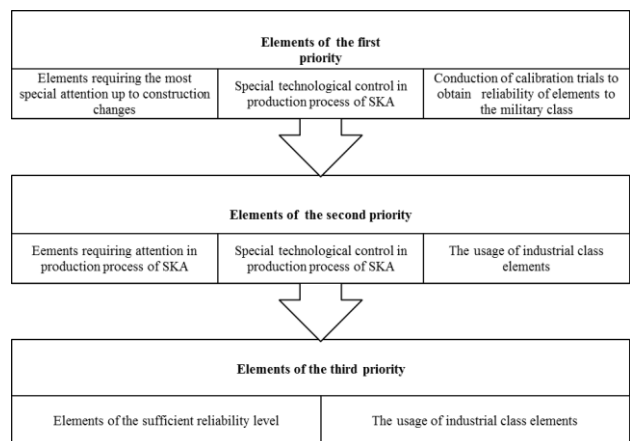 Elements of the first
priority
Elements requiring the most
special attention up to construction
changes
Special technological control in
production process of SKA
Conduction of calibration trials to
obtain reliability of elements to
the military class
Elements of the second priority
Eements requiring attention in
production process of SKA
Special technological control in
production process of SKA
The usage of industrial class
elements
Elements of the third priority
Elements of the sufficient reliability level
The usage of industrial class elements